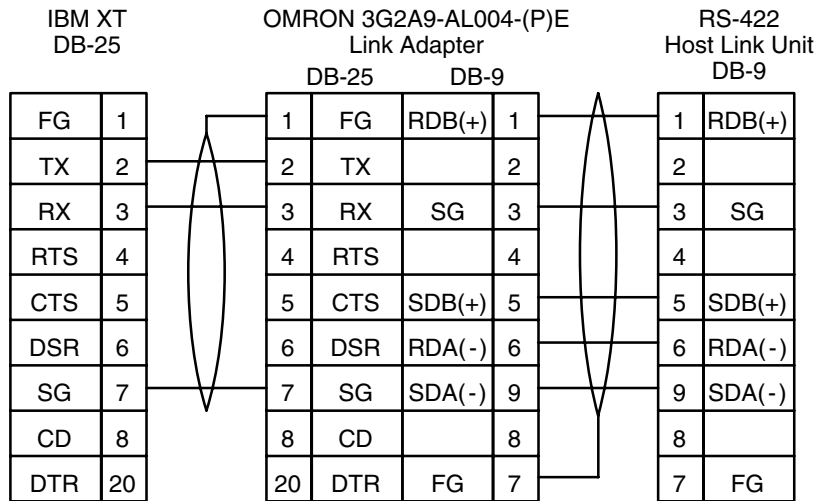 IBM XT OMRON 3G2A9-AL004-(P)E RS-422
DB-25 Link Adapter Host Link Unit
DB-25 DB-9 DB-9
FG 1 1 FG RDB(+) 1 1 RDB(+)
TX 2 2 TX 2 2
RX 3 3 RX SG 3 3 SG
RTS 4 4 RTS 4 4
CTS 5 5 CTS SDB(+) 5 5 SDB(+)
DSR 6 6 DSR RDA(-) 6 6 RDA(-)
SG 7 7 SG SDA(-) 9 9 SDA(-)
CD 8 8 CD 8 8
DTR 20 20 DTR FG 7 7 FG